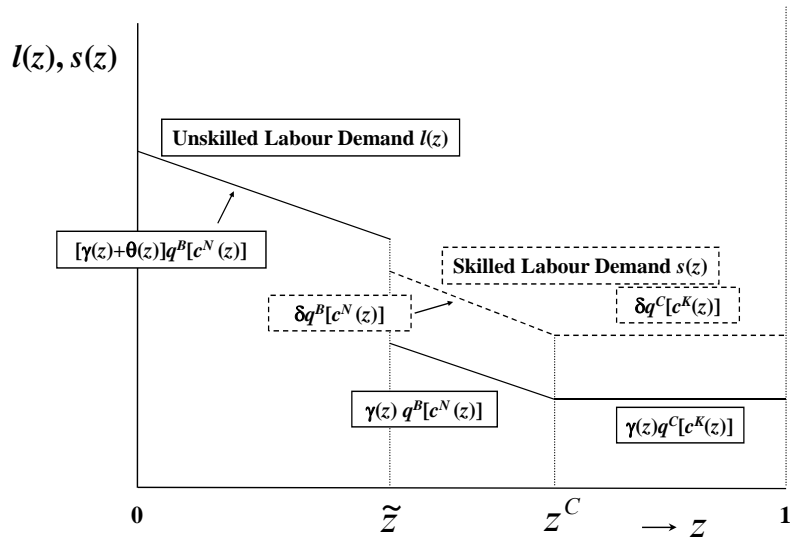 l(z), s(z)
Unskilled Labour Demand l(z)
[γ(z)+θ(z)]q^B[c^N(z)]
Skilled Labour Demand s(z)
δq^B[c^N(z)]
δq^C[c^K(z)]
γ(z) q^B[c^N(z)]
γ(z)q^C[c^K(z)]
0 z̃ z^C → z 1